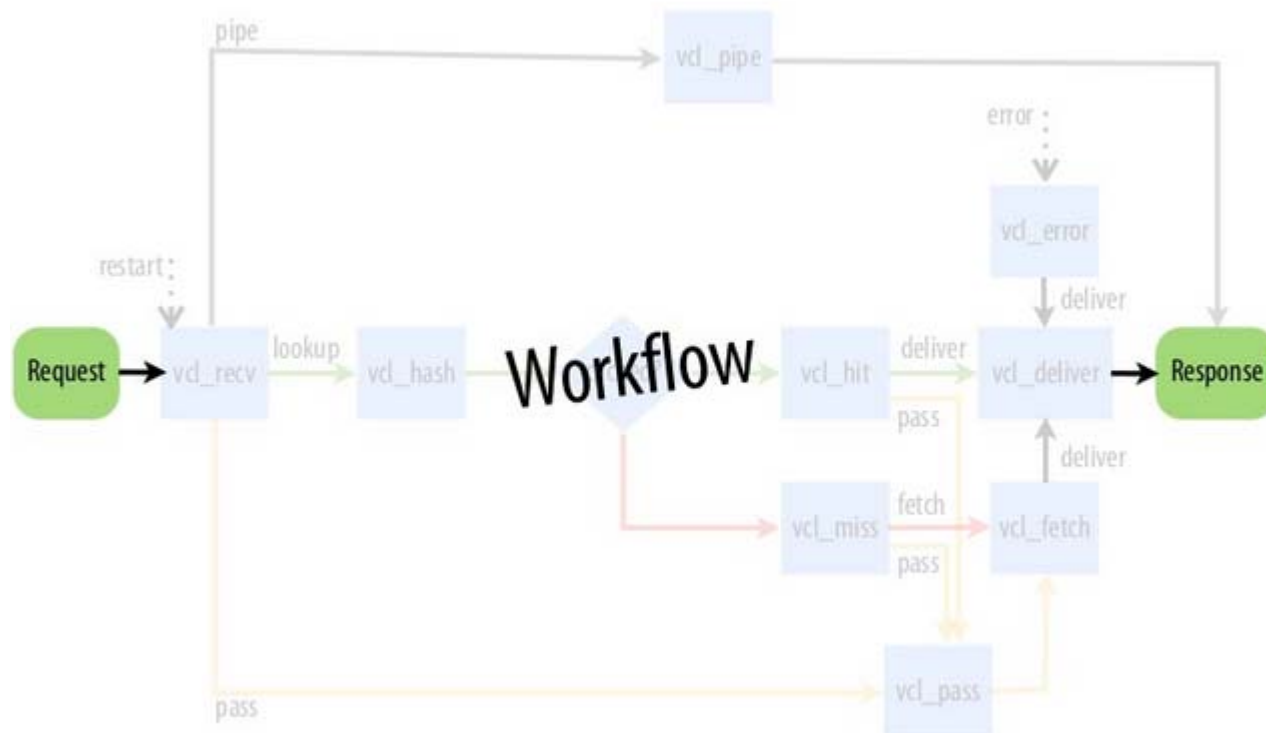 pipe
vcl_pipe
error
vcl_error
restart
deliver
Request
vcl_recv
lookup
vcl_hash
Workflow
vcl_hit
deliver
vcl_deliver
Response
pass
deliver
vcl_miss
fetch
vcl_fetch
pass
vcl_pass
pass